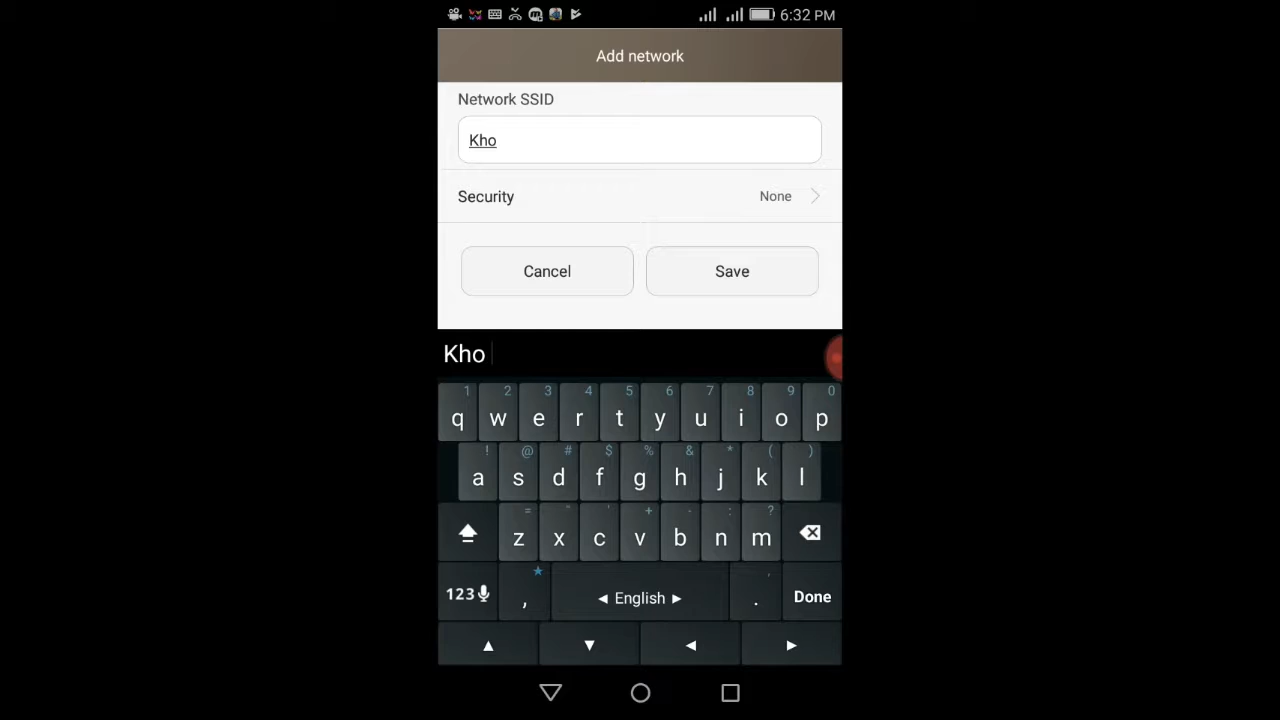 6:32 PM
Add network
Network SSID
Kho
Security None
Cancel Save
Kho
1 2 3 4 5 6 7 8 9 0
q w e r t y u i o p
! @ # $ % & * ( )
a s d f g h j k l
= " ' + - : ?
z x c v b n m
123 , ◄ English ► . Done
▲ ▼ ◄ ►